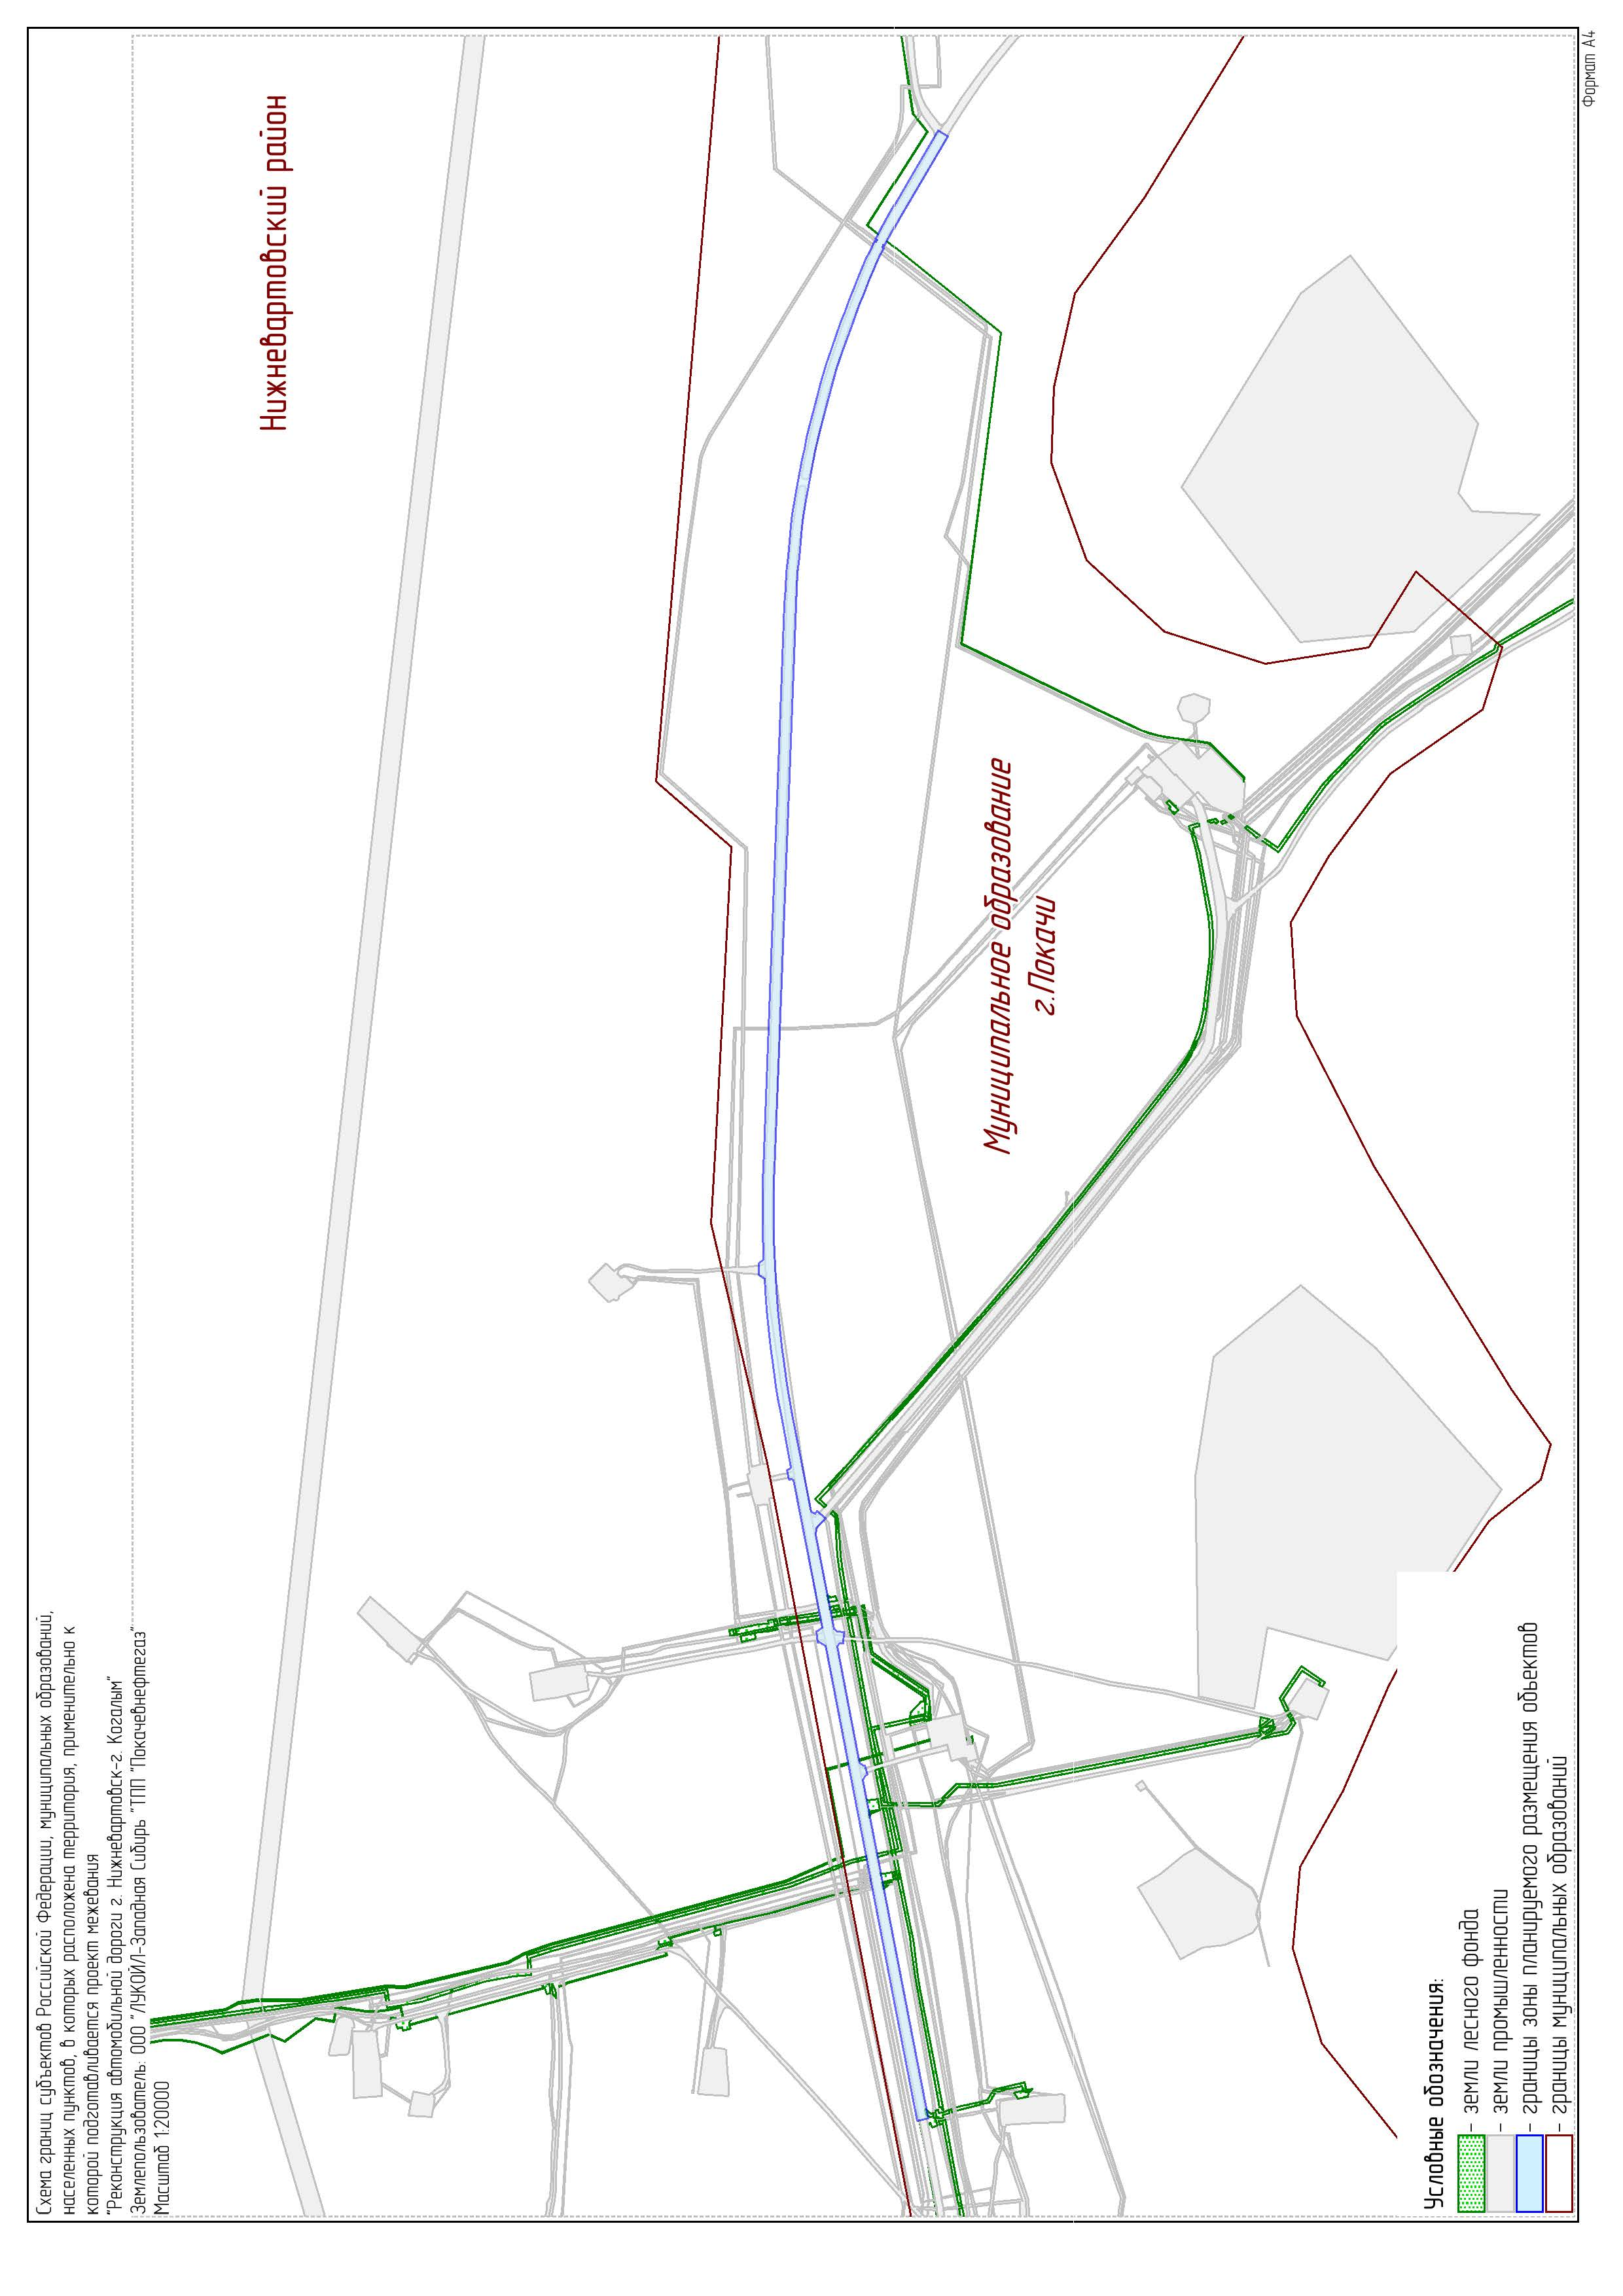 Схема границ субъектов Российской Федерации, муниципальных образований,
населенных пунктов, в которых расположена территория, применительно к
которой подготавливается проект межевания
"Реконструкция автомобильной дороги г. Нижневартовск-г. Когалым"
Землепользователь: ООО "ЛУКОЙЛ-Западная Сибирь "ТПП "Покачевнефтегаз"
Масштаб 1:20000
Нижневартовский район
Муниципальное образование
г.Покачи
Условные обозначения:
- земли лесного фонда
- земли промышленности
- границы зоны планируемого размещения объектов
- границы муниципальных образований
Формат А4